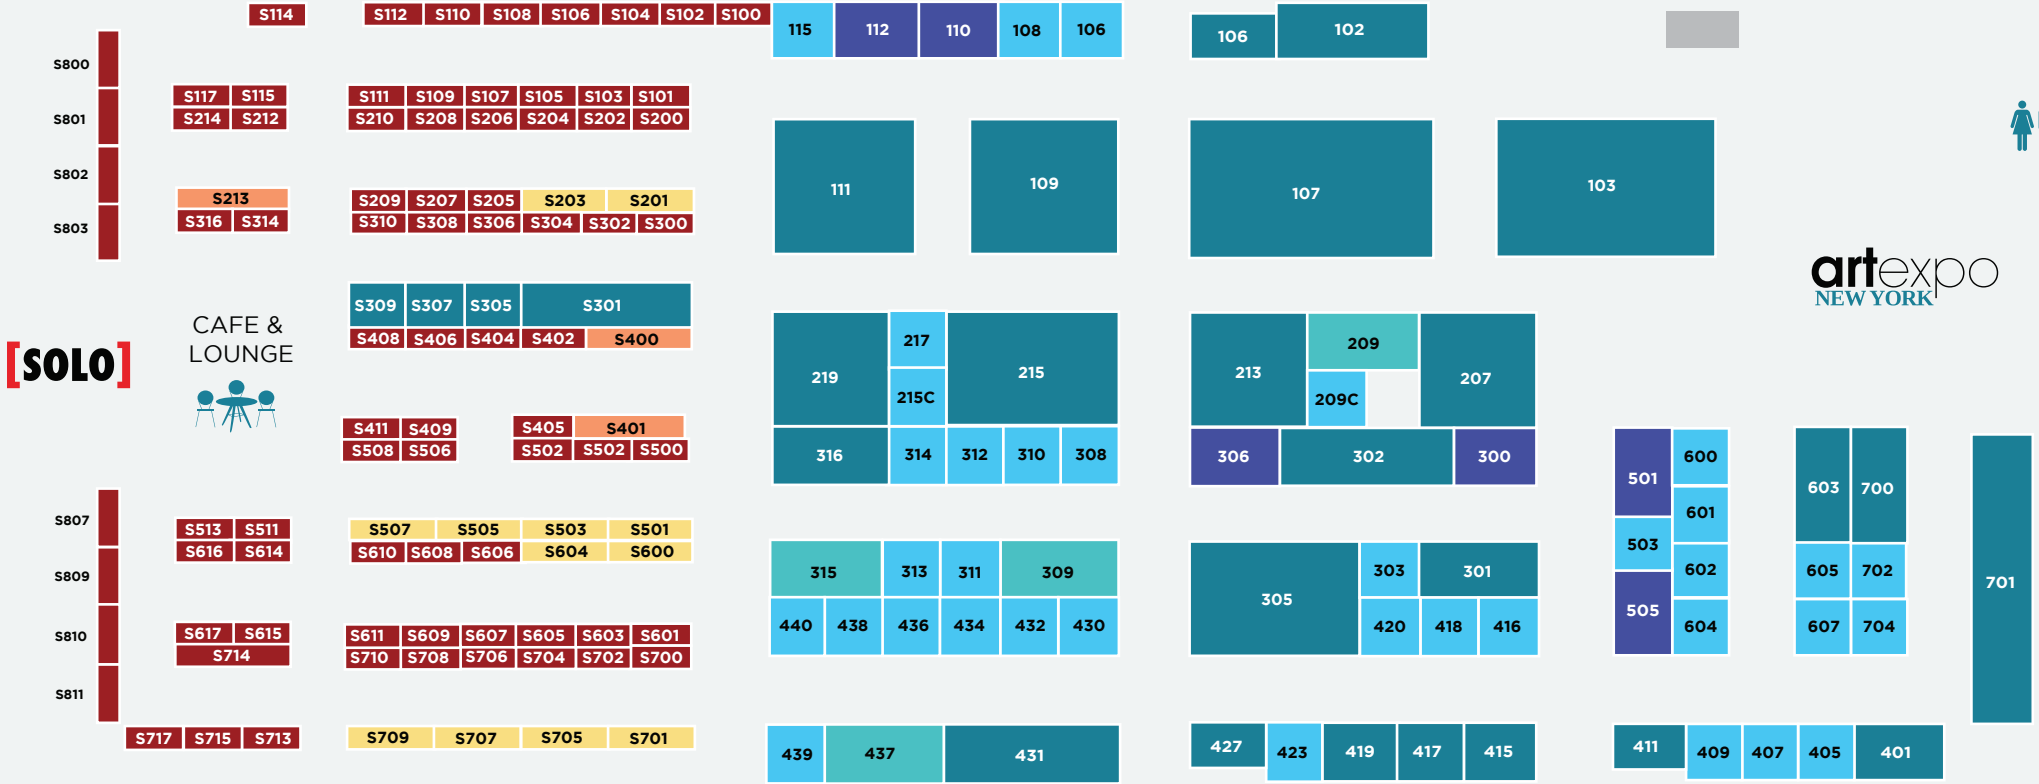 S114 S112 S110 S108 S106 S104 S102 S100 115 112 110 108 106 106 102
S800
S117 S115 S111 S109 S107 S105 S103 S101
S801 S214 S212 S210 S208 S206 S204 S202 S200
S802 111 109 107 103
S213 S209 S207 S205 S203 S201
S803 S316 S314 S310 S308 S306 S304 S302 S300
artexpo
NEW YORK
S309 S307 S305 S301
CAFE &
LOUNGE
S408 S406 S404 S402 S400 217 209
[SOLO]
219 215 213 207
215C 209C
S411 S409 S405 S401
S508 S506 S502 S502 S500 316 314 312 310 308 306 302 300 501 600 603 700
S807 601
S513 S511 S507 S505 S503 S501
S616 S614 S610 S608 S606 S604 S600 503
S809 315 313 311 309 303 301 602 605 702 701
305
S810 S617 S615 S611 S609 S607 S605 S603 S601 440 438 436 434 432 430 420 418 416 505 604 607 704
S714 S710 S708 S706 S704 S702 S700
S811
S717 S715 S713 S709 S707 S705 S701 439 437 431 427 423 419 417 415 411 409 407 405 401